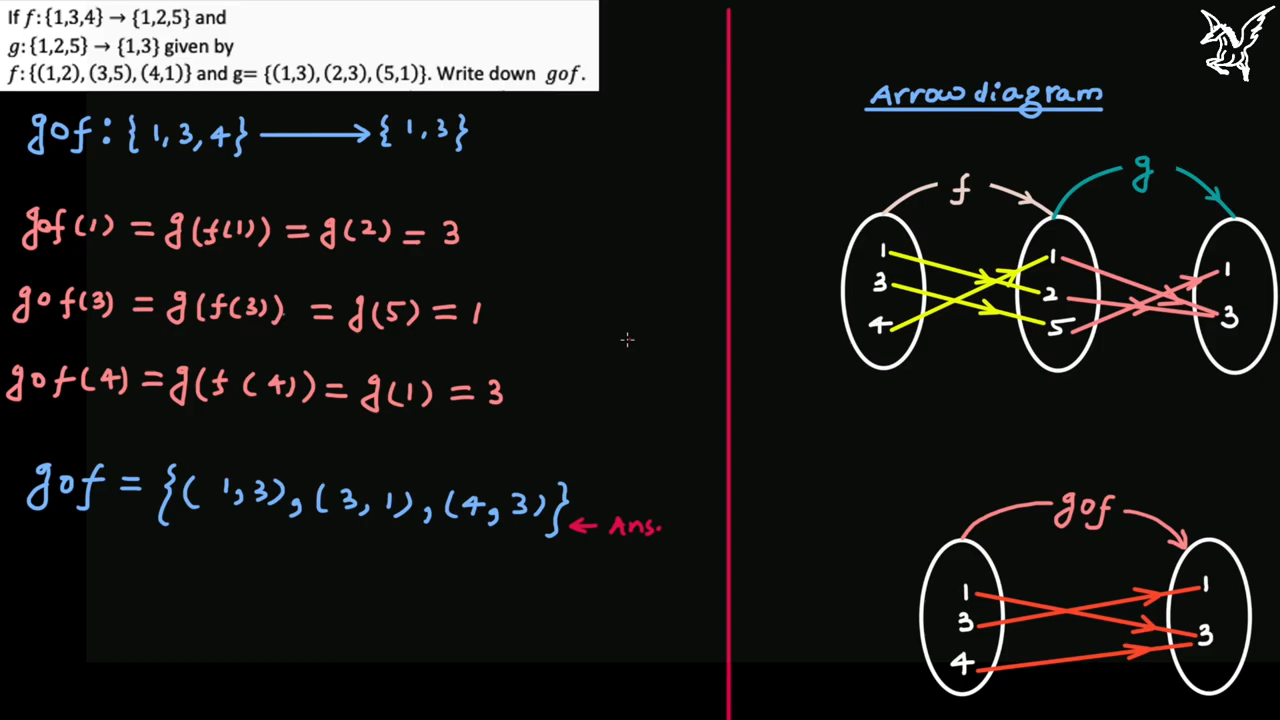 If f:{1,3,4} → {1,2,5} and
g:{1,2,5} → {1,3} given by
f:{(1,2), (3,5), (4,1)} and g= {(1,3), (2,3), (5,1)}. Write down gof.
gof : { 1, 3, 4 } ⟶ { 1, 3 }
gof (1) = g(f(1)) = g(2) = 3
gof(3) = g(f(3)) = g(5) = 1
gof(4) = g(f (4)) = g(1) = 3
gof = {( 1,3), (3, 1), (4, 3)}
← Ans.
Arrow diagram
f g
1 1 1
3 2 3
4 5
gof
1 1
3 3
4